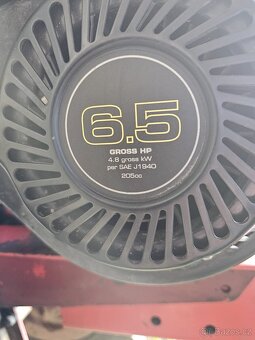 6.5
GROSS HP
4.8 gross kW
per SAE J1940
205cc